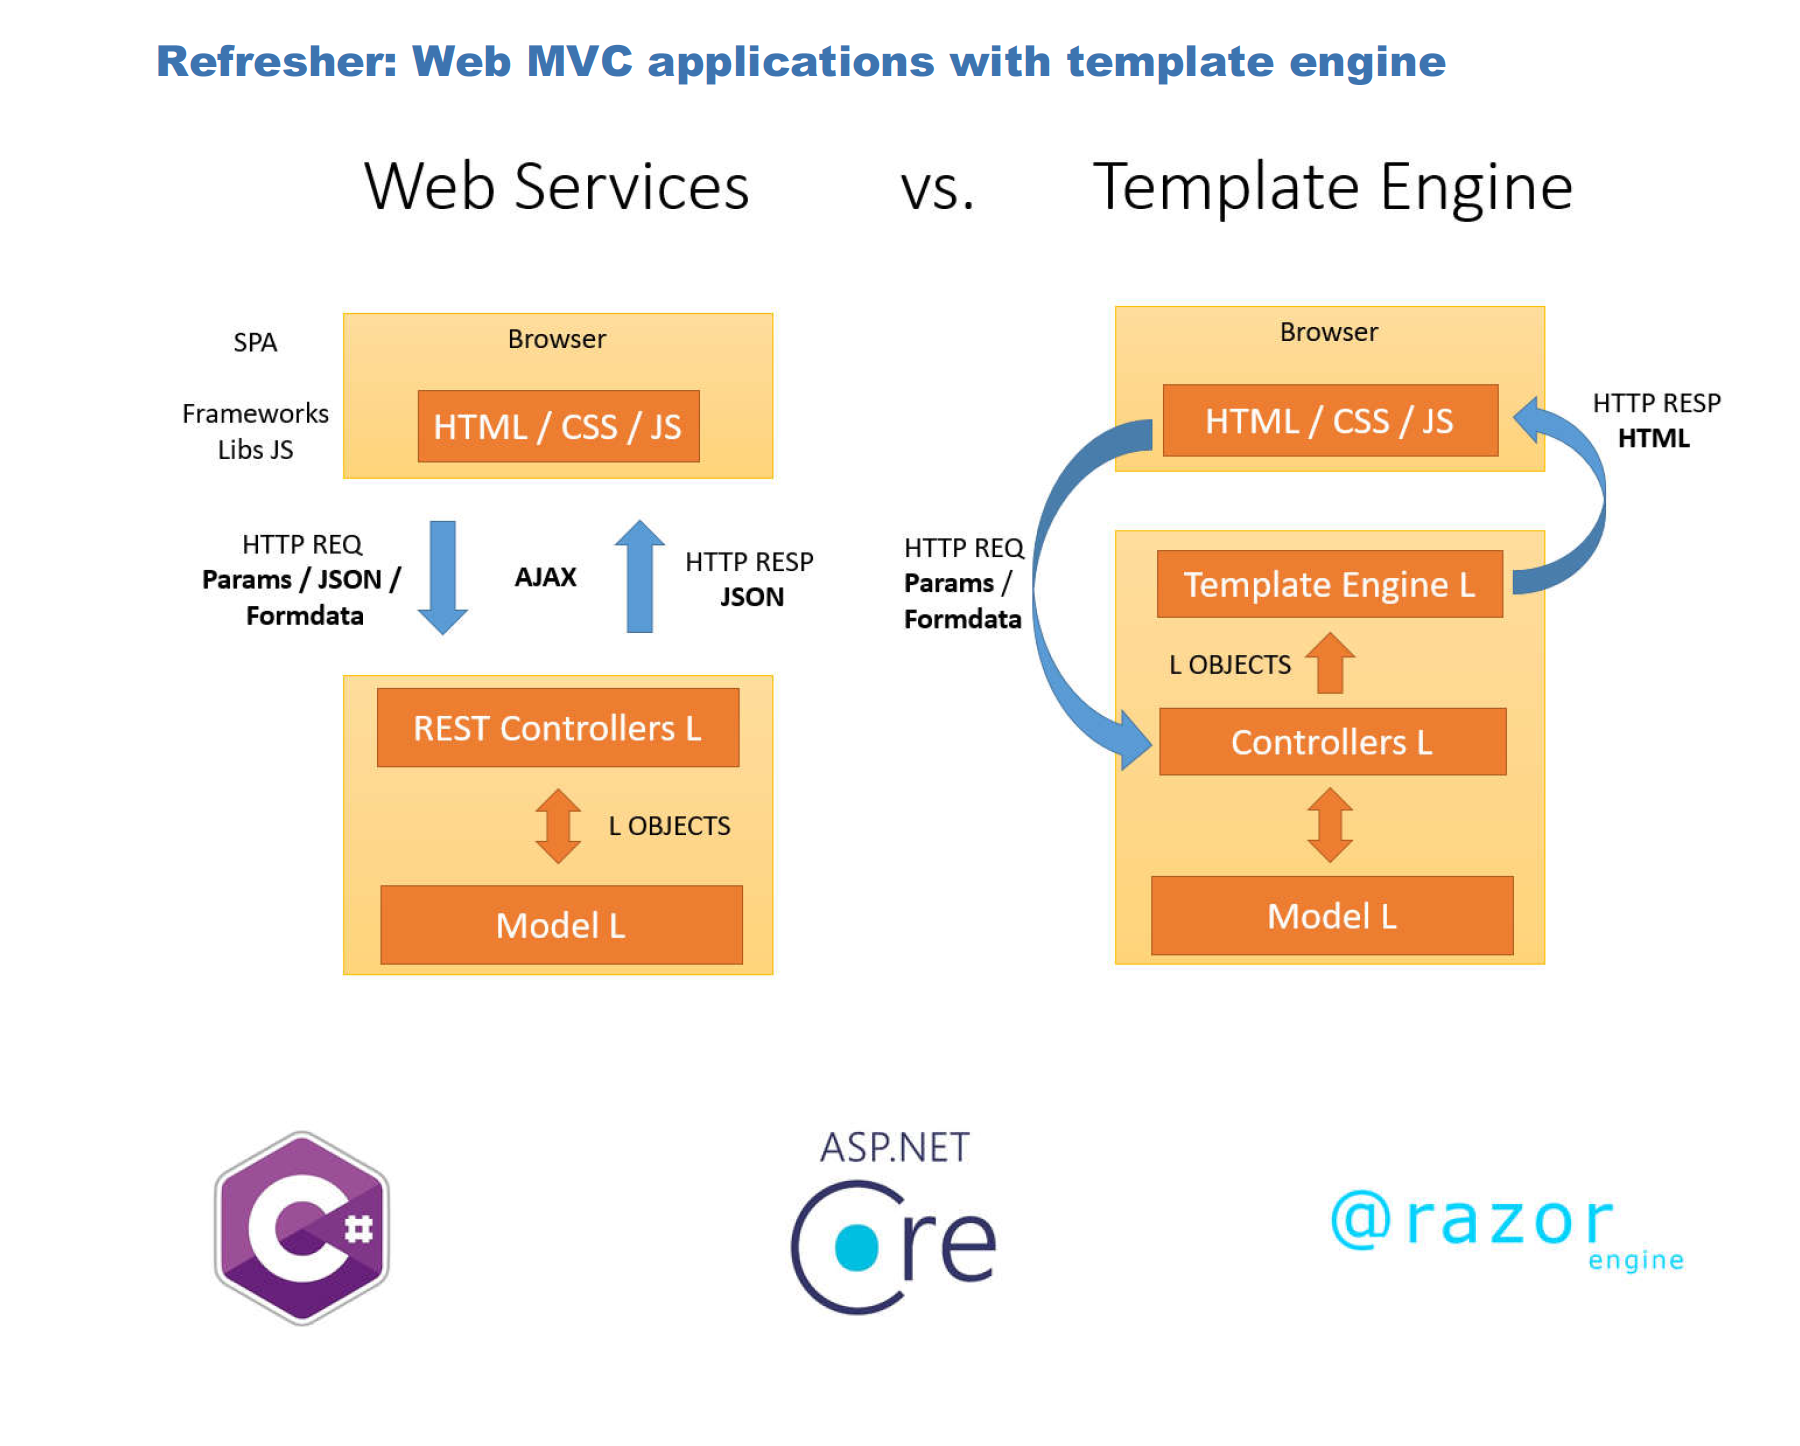 Refresher: Web MVC applications with template engine
Web Services vs. Template Engine
SPA
Frameworks
Libs JS
Browser
HTML / CSS / JS
HTTP REQ
Params / JSON /
Formdata
AJAX
HTTP RESP
JSON
REST Controllers L
L OBJECTS
Model L
Browser
HTML / CSS / JS
HTTP RESP
HTML
HTTP REQ
Params /
Formdata
Template Engine L
L OBJECTS
Controllers L
Model L
C#
ASP.NET
Core
@razor
engine